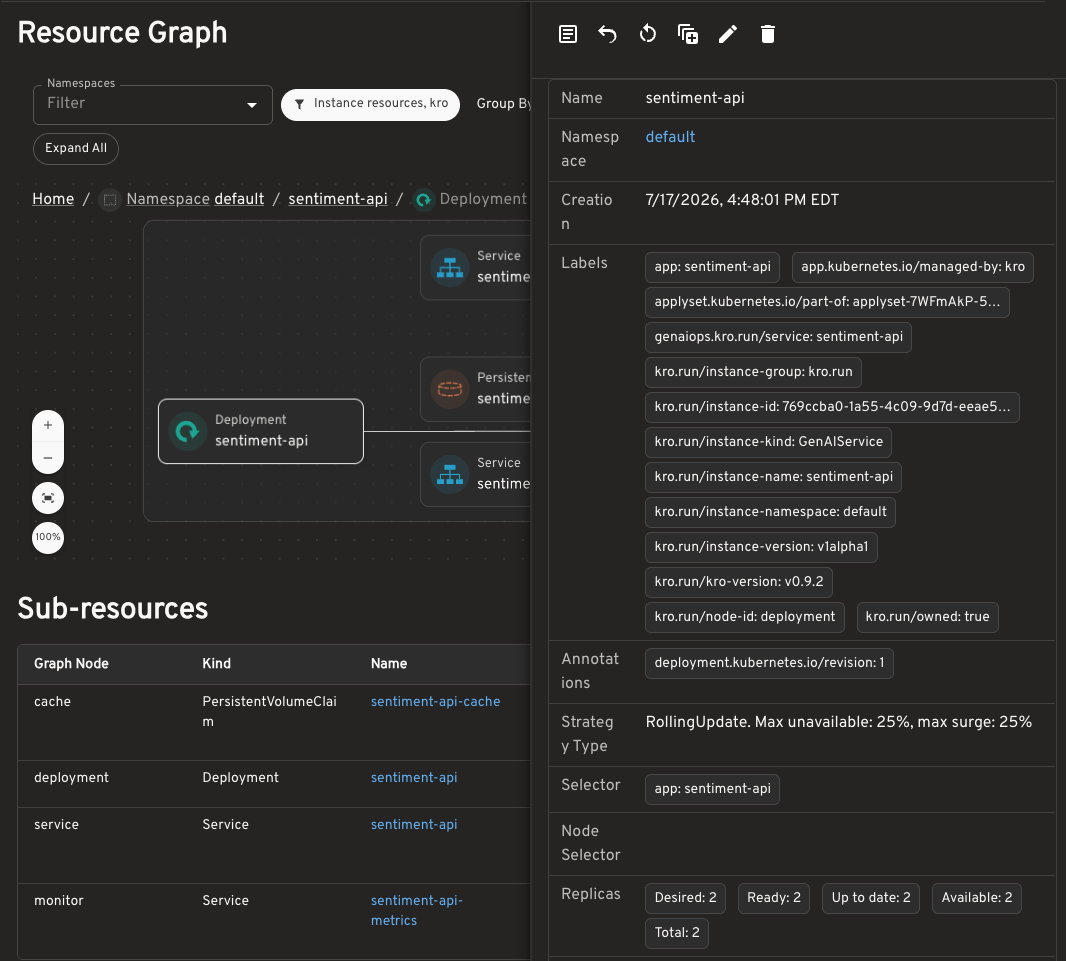 Resource Graph
Namespaces
Filter
Instance resources, kro
Group By
Expand All
Home / Namespace default / sentiment-api / Deployment
Service
sentime
Persisten
sentime
Deployment
sentiment-api
Service
sentime
+
−
100%
Sub-resources
Graph Node Kind Name
cache PersistentVolumeClai
m sentiment-api-cache
deployment Deployment sentiment-api
service Service sentiment-api
monitor Service sentiment-api-
metrics
Name sentiment-api
Namesp
ace default
Creatio
n 7/17/2026, 4:48:01 PM EDT
Labels
app: sentiment-api app.kubernetes.io/managed-by: kro
applyset.kubernetes.io/part-of: applyset-7WFmAkP-5...
genaiops.kro.run/service: sentiment-api
kro.run/instance-group: kro.run
kro.run/instance-id: 769ccba0-1a55-4c09-9d7d-eeae5...
kro.run/instance-kind: GenAIService
kro.run/instance-name: sentiment-api
kro.run/instance-namespace: default
kro.run/instance-version: v1alpha1
kro.run/kro-version: v0.9.2
kro.run/node-id: deployment kro.run/owned: true
Annotat
ions deployment.kubernetes.io/revision: 1
Strateg
y Type RollingUpdate. Max unavailable: 25%, max surge: 25%
Selector app: sentiment-api
Node
Selector
Replicas Desired: 2 Ready: 2 Up to date: 2 Available: 2
Total: 2